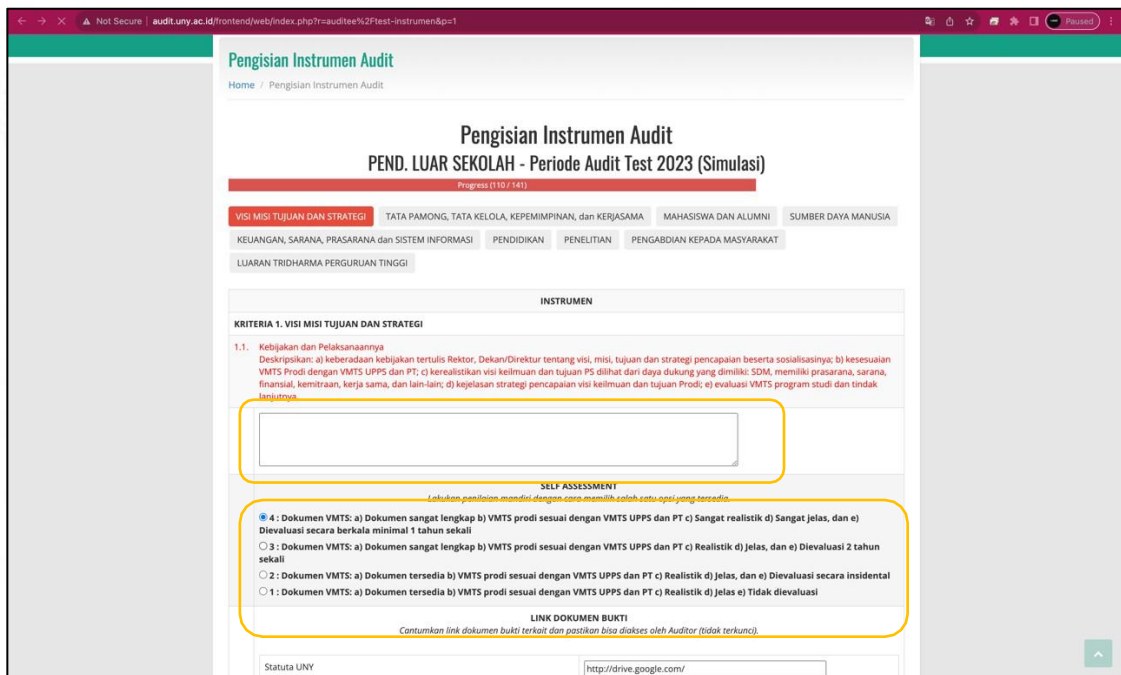 Not Secure | audit.uny.ac.id/frontend/web/index.php?r=auditee%2Ftest-instrumen&p=1
Paused
Pengisian Instrumen Audit
Home / Pengisian Instrumen Audit
Pengisian Instrumen Audit
PEND. LUAR SEKOLAH - Periode Audit Test 2023 (Simulasi)
Progress (110 / 141)
VISI MISI TUJUAN DAN STRATEGI TATA PAMONG, TATA KELOLA, KEPEMIMPINAN, dan KERJASAMA MAHASISWA DAN ALUMNI SUMBER DAYA MANUSIA
KEUANGAN, SARANA, PRASARANA dan SISTEM INFORMASI PENDIDIKAN PENELITIAN PENGABDIAN KEPADA MASYARAKAT
LUARAN TRIDHARMA PERGURUAN TINGGI
INSTRUMEN
KRITERIA 1. VISI MISI TUJUAN DAN STRATEGI
1.1. Kebijakan dan Pelaksanaannya
Deskripsikan: a) keberadaan kebijakan tertulis Rektor, Dekan/Direktur tentang visi, misi, tujuan dan strategi pencapaian beserta sosialisasinya; b) kesesuaian
VMTS Prodi dengan VMTS UPPS dan PT; c) kerealistikan visi keilmuan dan tujuan PS dilihat dari daya dukung yang dimiliki: SDM, memiliki prasarana, sarana,
finansial, kemitraan, kerja sama, dan lain-lain; d) kejelasan strategi pencapaian visi keilmuan dan tujuan Prodi; e) evaluasi VMTS program studi dan tindak
lanjutnya.
SELF ASSESSMENT
Lakukan penilaian mandiri dengan cara memilih salah satu opsi yang tersedia.
4 : Dokumen VMTS: a) Dokumen sangat lengkap b) VMTS prodi sesuai dengan VMTS UPPS dan PT c) Sangat realistik d) Sangat jelas, dan e)
Dievaluasi secara berkala minimal 1 tahun sekali
3 : Dokumen VMTS: a) Dokumen sangat lengkap b) VMTS prodi sesuai dengan VMTS UPPS dan PT c) Realistik d) Jelas, dan e) Dievaluasi 2 tahun
sekali
2 : Dokumen VMTS: a) Dokumen tersedia b) VMTS prodi sesuai dengan VMTS UPPS dan PT c) Realistik d) Jelas, dan e) Dievaluasi secara insidental
1 : Dokumen VMTS: a) Dokumen tersedia b) VMTS prodi sesuai dengan VMTS UPPS dan PT c) Realistik d) Jelas e) Tidak dievaluasi
LINK DOKUMEN BUKTI
Cantumkan link dokumen bukti terkait dan pastikan bisa diakses oleh Auditor (tidak terkunci).
Statuta UNY http://drive.google.com/